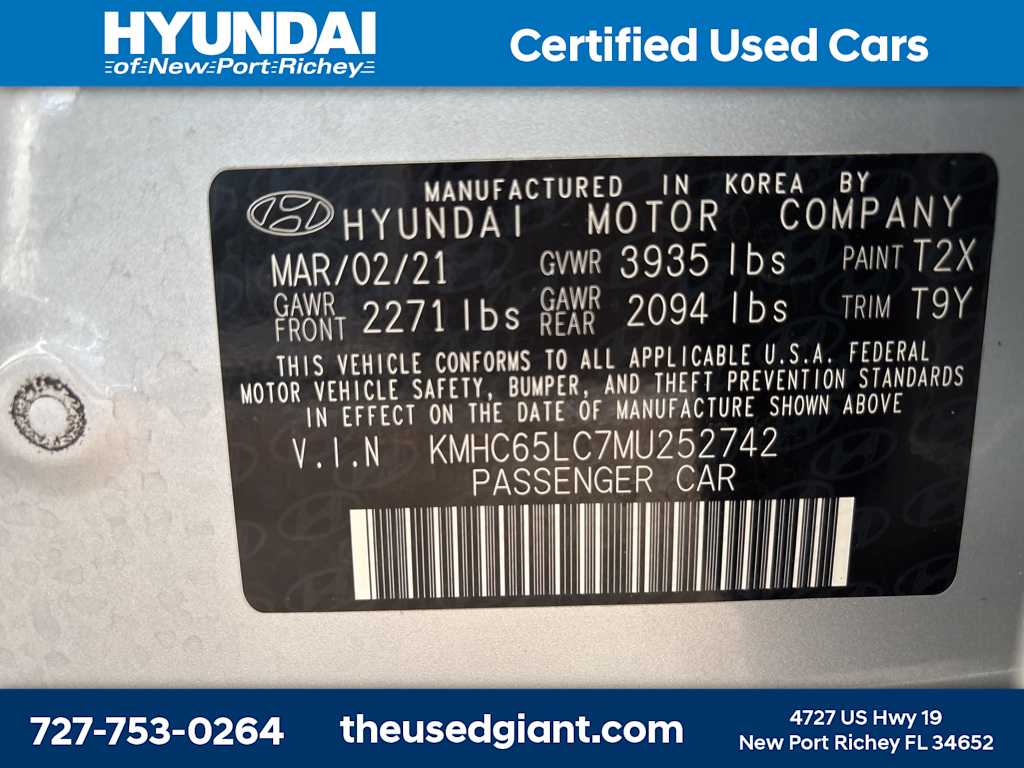 HYUNDAI
of New Port Richey
Certified Used Cars
MANUFACTURED IN KOREA BY
HYUNDAI MOTOR COMPANY
MAR/02/21 GVWR 3935 lbs PAINT T2X
GAWR FRONT 2271 lbs GAWR REAR 2094 lbs TRIM T9Y
THIS VEHICLE CONFORMS TO ALL APPLICABLE U.S.A. FEDERAL
MOTOR VEHICLE SAFETY, BUMPER, AND THEFT PREVENTION STANDARDS
IN EFFECT ON THE DATE OF MANUFACTURE SHOWN ABOVE
V.I.N KMHC65LC7MU252742
PASSENGER CAR
727-753-0264
theusedgiant.com
4727 US Hwy 19
New Port Richey FL 34652